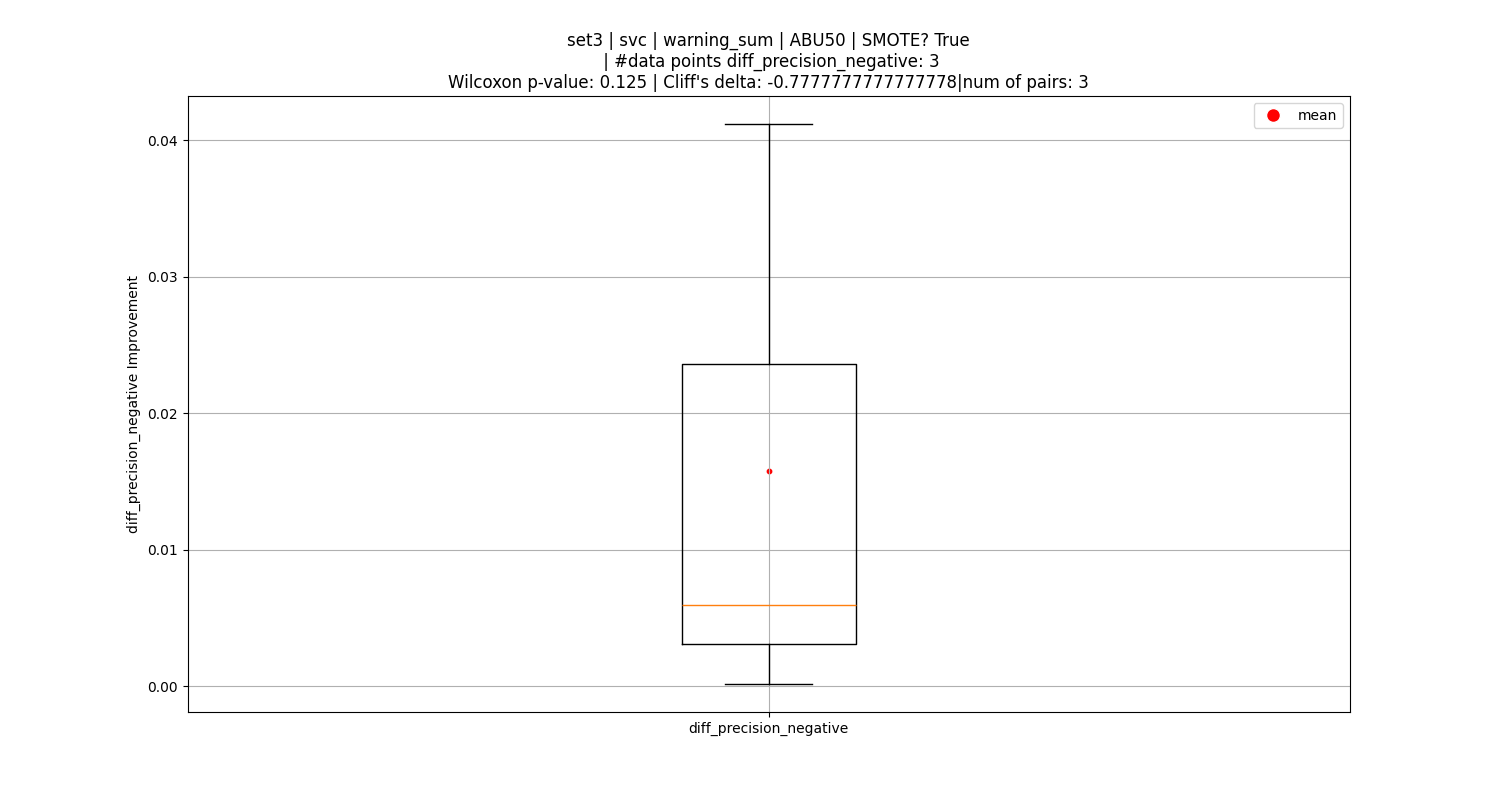 set3 | svc | warning_sum | ABU50 | SMOTE? True
| #data points diff_precision_negative: 3
Wilcoxon p-value: 0.125 | Cliff's delta: -0.7777777777777778|num of pairs: 3
mean
0.04
0.03
0.02
0.01
0.00
diff_precision_negative Improvement
diff_precision_negative